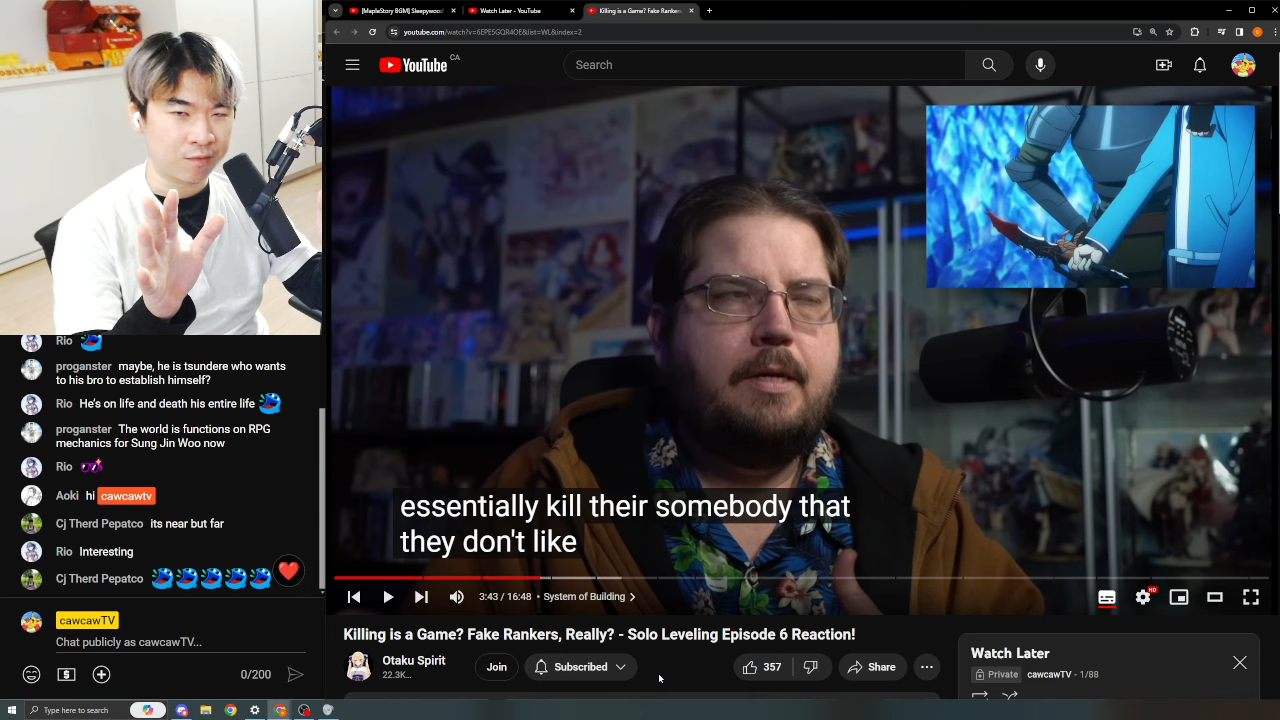 [MapleStory BGM] Sleepywood
Watch Later - YouTube
Killing is a Game? Fake Rankers,
youtube.com/watch?v=6EPE5GQR4OE&list=WL&index=2
YouTube CA
Search
Rio
proganster maybe, he is tsundere who wants
to his bro to establish himself?
Rio He's on life and death his entire life
proganster The world is functions on RPG
mechanics for Sung Jin Woo now
Rio
Aoki hi cawcawtv
Cj Therd Pepatco its near but far
Rio Interesting
Cj Therd Pepatco
cawcawTV
Chat publicly as cawcawTV...
0/200
essentially kill their somebody that
they don't like
3:43 / 16:48 • System of Building
HD
Killing is a Game? Fake Rankers, Really? - Solo Leveling Episode 6 Reaction!
Otaku Spirit
22.3K...
Join
Subscribed
357
Share
Watch Later
Private cawcawTV - 1/88
Type here to search